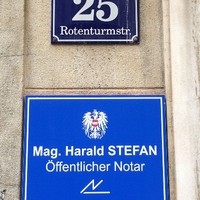 25
Rotenturmstr.
Mag. Harald STEFAN
Öffentlicher Notar